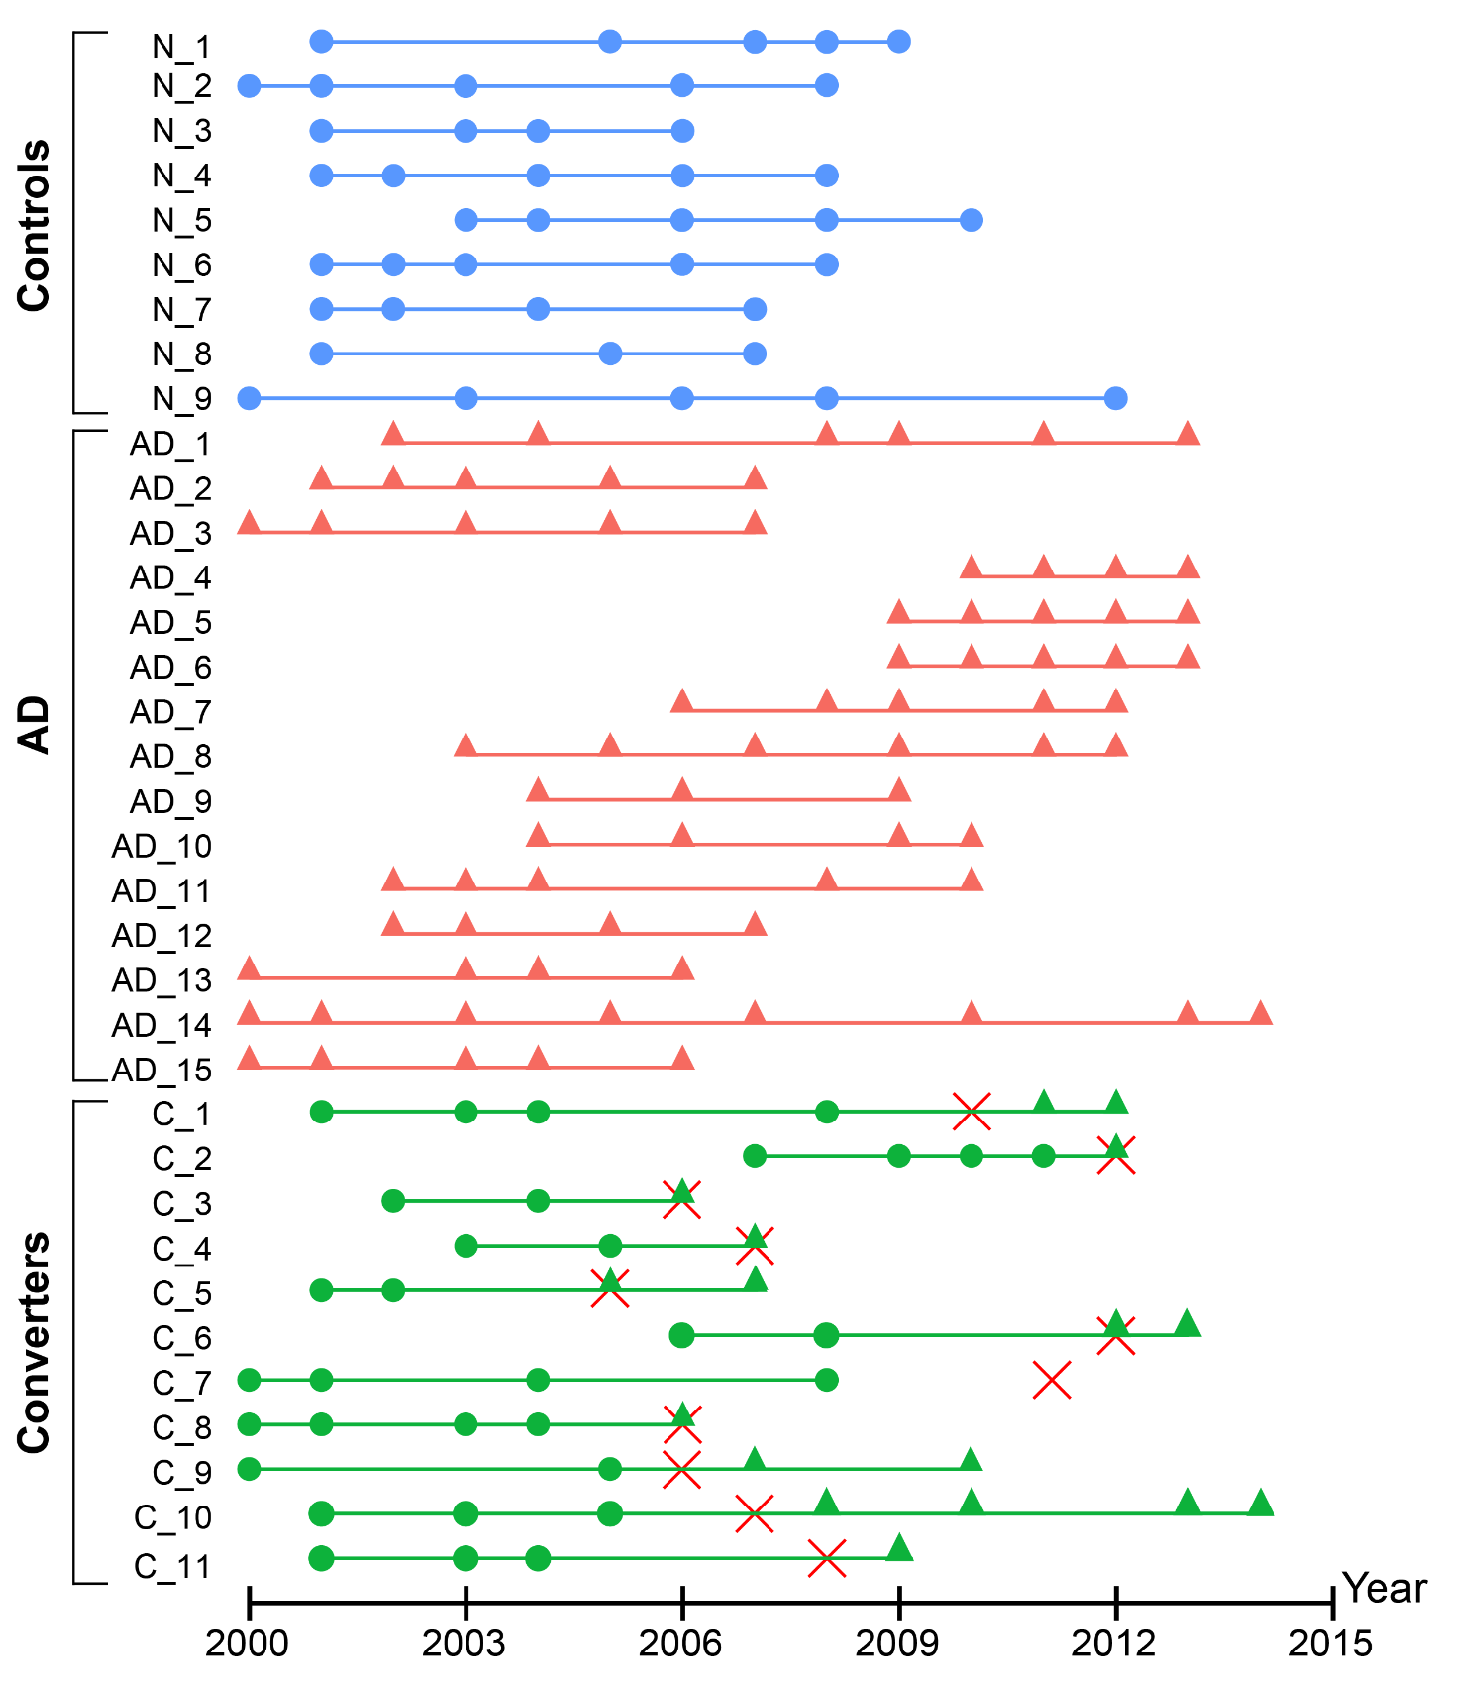 Controls
N_1
N_2
N_3
N_4
N_5
N_6
N_7
N_8
N_9
AD
AD_1
AD_2
AD_3
AD_4
AD_5
AD_6
AD_7
AD_8
AD_9
AD_10
AD_11
AD_12
AD_13
AD_14
AD_15
Converters
C_1
C_2
C_3
C_4
C_5
C_6
C_7
C_8
C_9
C_10
C_11
Year
2000 2003 2006 2009 2012 2015